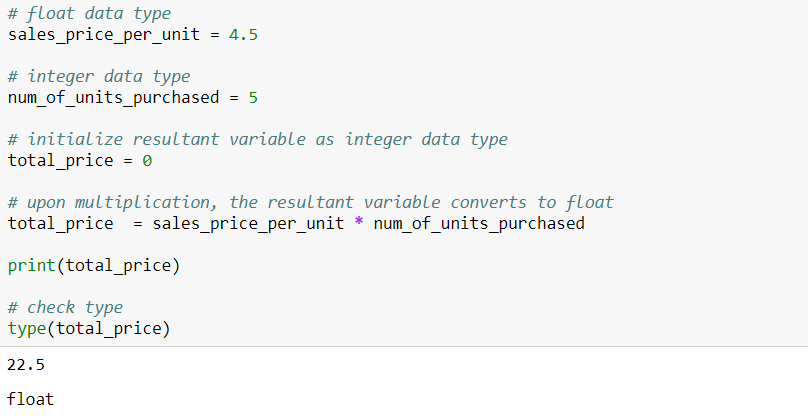 # float data type
sales_price_per_unit = 4.5
# integer data type
num_of_units_purchased = 5
# initialize resultant variable as integer data type
total_price = 0
# upon multiplication, the resultant variable converts to float
total_price  = sales_price_per_unit * num_of_units_purchased
print(total_price)
# check type
type(total_price)
22.5
float